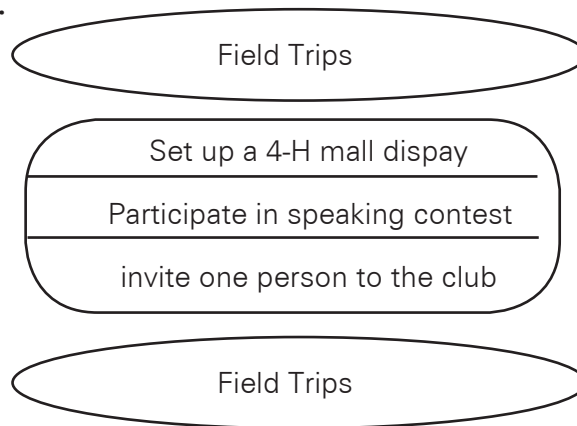 Field Trips
Set up a 4-H mall dispay
Participate in speaking contest
invite one person to the club
Field Trips